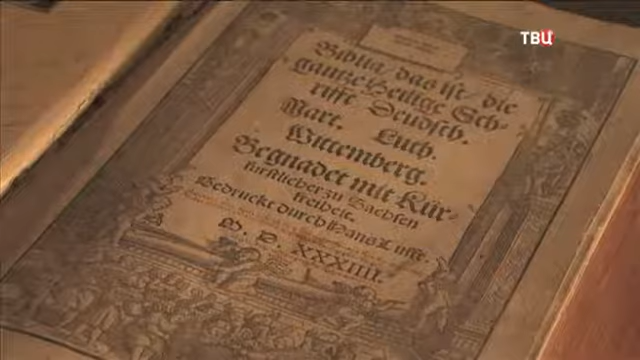 ТВЦ
Biblia/das ist/die
gantze Heilige Sch-
rifft Deudsch.
Mart. Luth.
Wittemberg.
Begnadet mit Kür-
fürstlicher zu Sachsen
freiheit.
Gedruckt durch Hans Lufft.
M. D. XXXIIII.